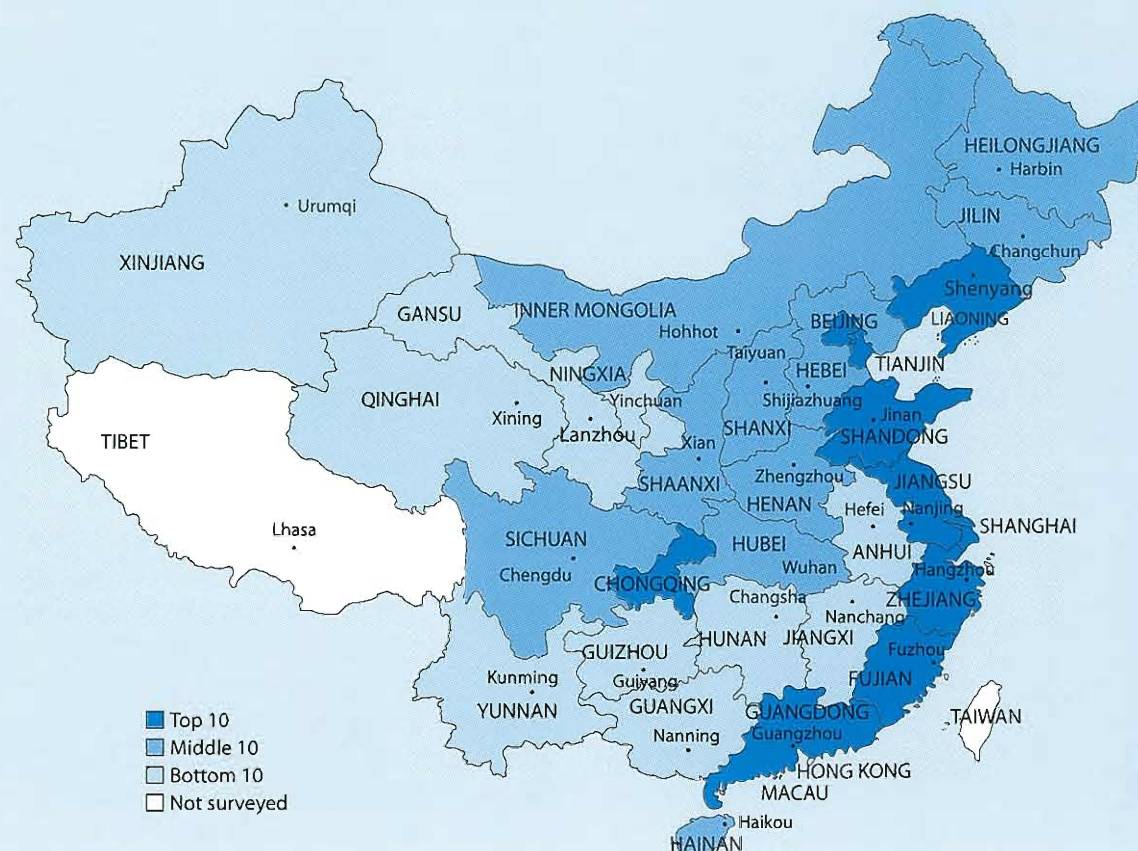 HEILONGJIANG
Harbin
JILIN
Changchun
Urumqi
XINJIANG
Shenyang
LIAONING
GANSU
INNER MONGOLIA
Hohhot
BEIJING
TIANJIN
Taiyuan
HEBEI
NINGXIA
Yinchuan
Shijiazhuang
QINGHAI
Xining
Lanzhou
SHANXI
Jinan
SHANDONG
TIBET
Xian
SHAANXI
Zhengzhou
HENAN
JIANGSU
Hefei
Nanjing
SHANGHAI
Lhasa
SICHUAN
Chengdu
HUBEI
Wuhan
ANHUI
Hangzhou
CHONGQING
Changsha
ZHEJIANG
Nanchang
HUNAN
JIANGXI
GUIZHOU
Guiyang
Fuzhou
FUJIAN
Kunming
YUNNAN
GUANGXI
Nanning
GUANGDONG
Guangzhou
TAIWAN
HONG KONG
MACAU
Haikou
HAINAN
Top 10
Middle 10
Bottom 10
Not surveyed